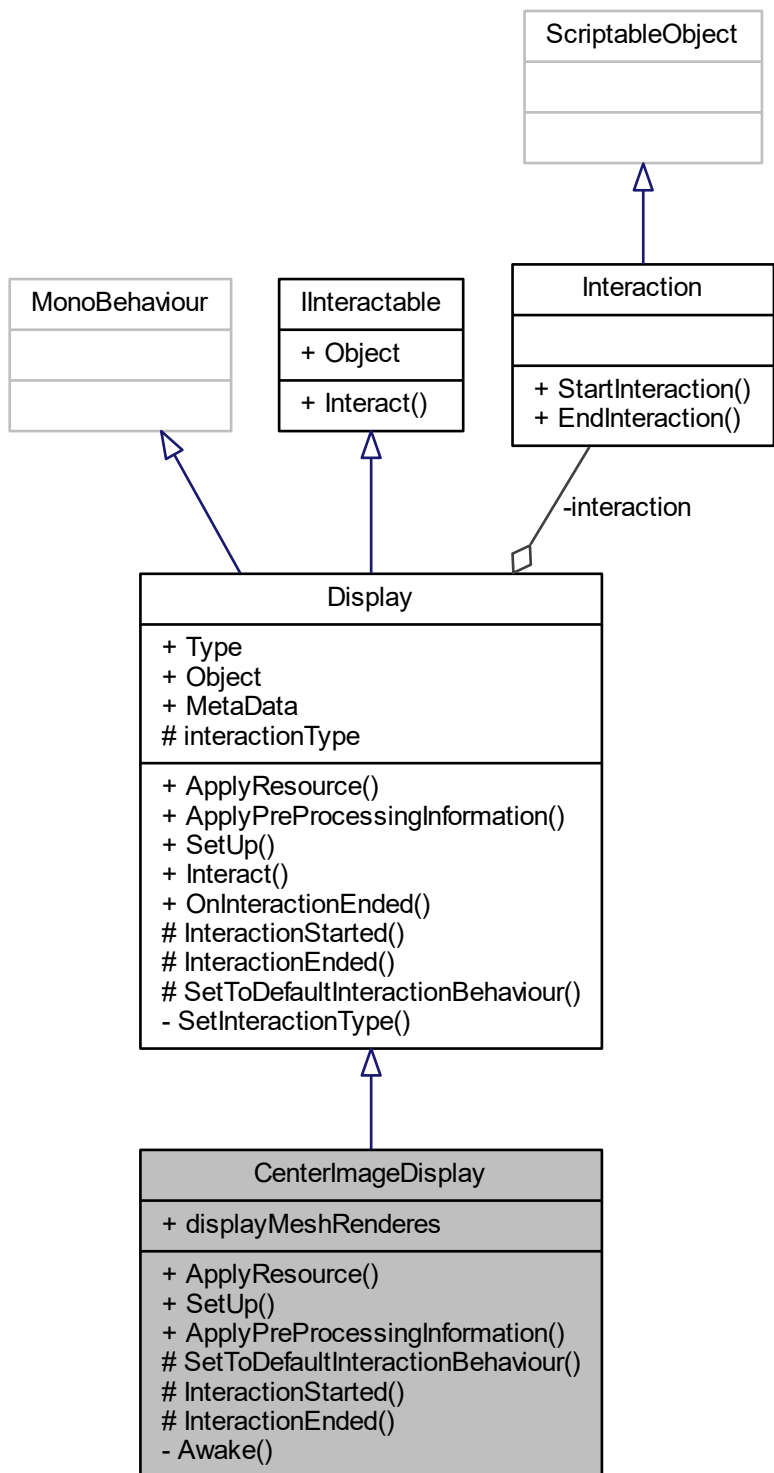 ScriptableObject
MonoBehaviour
IInteractable
+ Object
+ Interact()
Interaction
+ StartInteraction()
+ EndInteraction()
-interaction
Display
+ Type
+ Object
+ MetaData
# interactionType
+ ApplyResource()
+ ApplyPreProcessingInformation()
+ SetUp()
+ Interact()
+ OnInteractionEnded()
# InteractionStarted()
# InteractionEnded()
# SetToDefaultInteractionBehaviour()
- SetInteractionType()
CenterImageDisplay
+ displayMeshRenderes
+ ApplyResource()
+ SetUp()
+ ApplyPreProcessingInformation()
# SetToDefaultInteractionBehaviour()
# InteractionStarted()
# InteractionEnded()
- Awake()